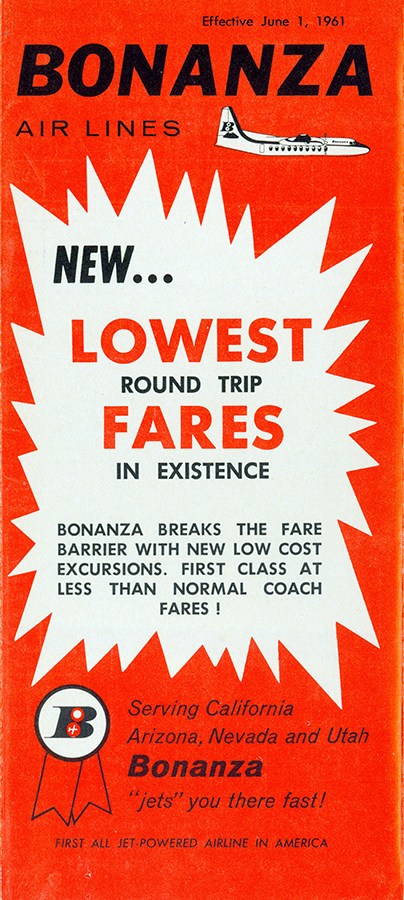 Effective June 1, 1961
BONANZA
AIR LINES
B
NEW...
LOWEST
ROUND TRIP
FARES
IN EXISTENCE
BONANZA BREAKS THE FARE
BARRIER WITH NEW LOW COST
EXCURSIONS. FIRST CLASS AT
LESS THAN NORMAL COACH
FARES !
B
Serving California
Arizona, Nevada and Utah
Bonanza
"jets" you there fast!
FIRST ALL JET-POWERED AIRLINE IN AMERICA